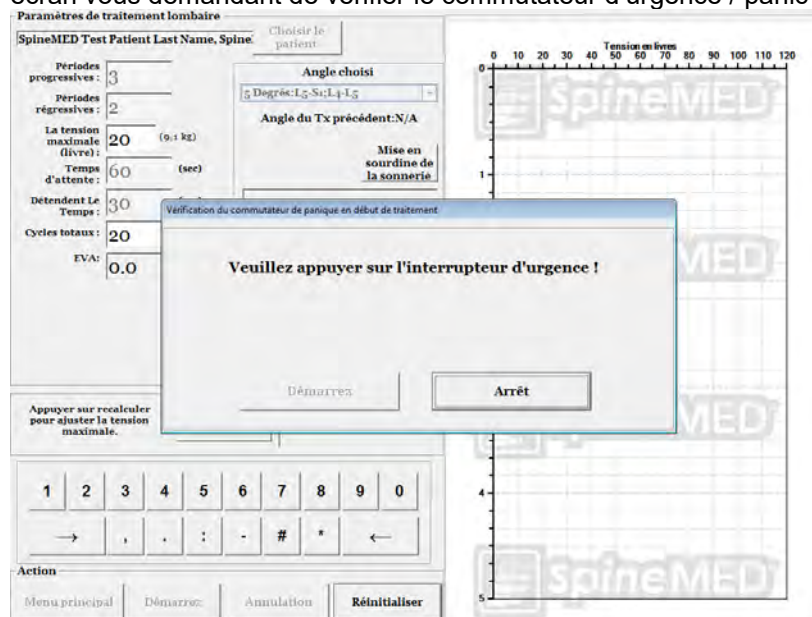 écran vous demandant de vérifier le commutateur d'urgence / panic
Paramètres de traitement lombaire
SpineMED Test Patient Last Name, Spine
Choisir le
patient
Périodes
progressives :
3
Périodes
régressives :
2
La tension
maximale
(livre) :
20
(0,1 kg)
Temps
d'attente :
60
(sec)
Détendent Le
Temps :
30
Cycles totaux :
20
EVA:
0.0
Angle choisi
5 Degrés:L5-S1;L4-L5
Angle du Tx précédent:N/A
Mise en
sourdine de
la sonnerie
Vérification du commutateur de panique en début de traitement
Veuillez appuyer sur l'interrupteur d'urgence !
Démarrez
Arrêt
Appuyer sur recalculer
pour ajuster la tension
maximale.
1 2 3 4 5 6 7 8 9 0
→ , . : - # * ←
Action
Menu principal
Démarrez
Annulation
Réinitialiser
Tension en livres
0 10 20 30 40 50 60 70 80 90 100 110 120
0
1
4
5
SpineMED
MED
MED
SpineMED